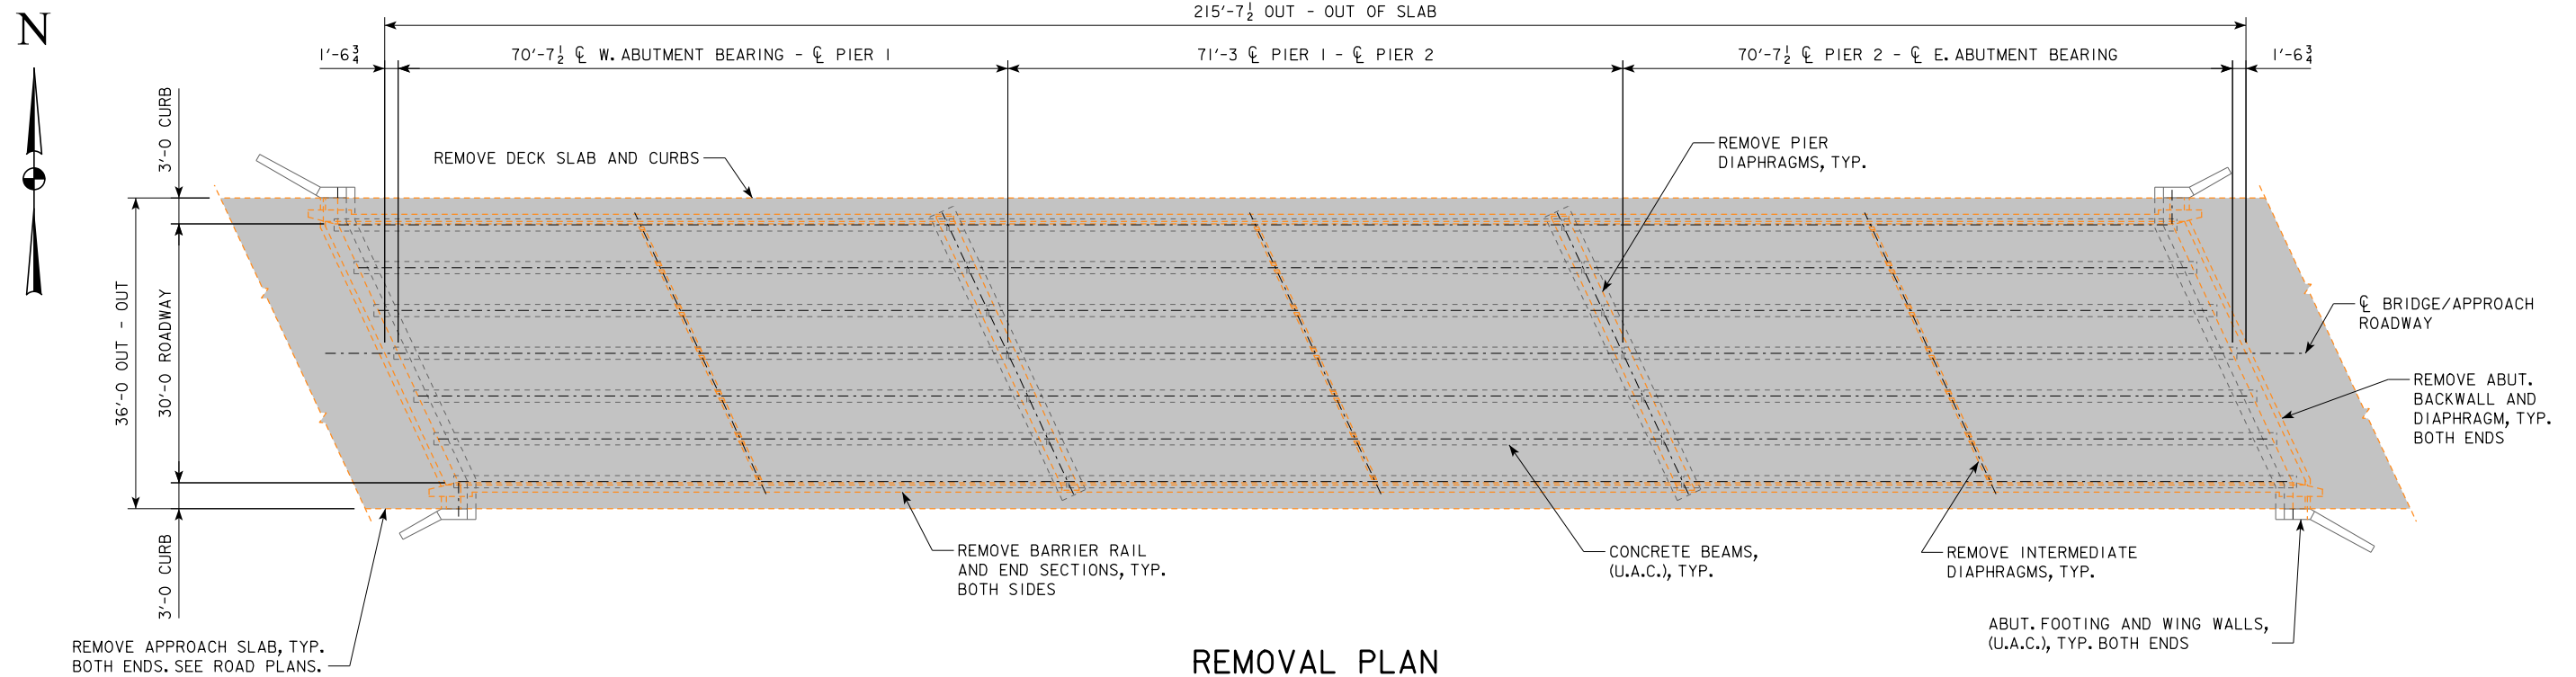 N
215'-7½ OUT - OUT OF SLAB
1'-6¾
70'-7½ ℄ W. ABUTMENT BEARING - ℄ PIER 1
71'-3 ℄ PIER 1 - ℄ PIER 2
70'-7½ ℄ PIER 2 - ℄ E. ABUTMENT BEARING
1'-6¾
3'-0 CURB
36'-0 OUT - OUT
30'-0 ROADWAY
3'-0 CURB
REMOVE DECK SLAB AND CURBS
REMOVE PIER
DIAPHRAGMS, TYP.
℄ BRIDGE/APPROACH
ROADWAY
REMOVE ABUT.
BACKWALL AND
DIAPHRAGM, TYP.
BOTH ENDS
REMOVE BARRIER RAIL
AND END SECTIONS, TYP.
BOTH SIDES
CONCRETE BEAMS,
(U.A.C.), TYP.
REMOVE INTERMEDIATE
DIAPHRAGMS, TYP.
ABUT. FOOTING AND WING WALLS,
(U.A.C.), TYP. BOTH ENDS
REMOVE APPROACH SLAB, TYP.
BOTH ENDS. SEE ROAD PLANS.
REMOVAL PLAN